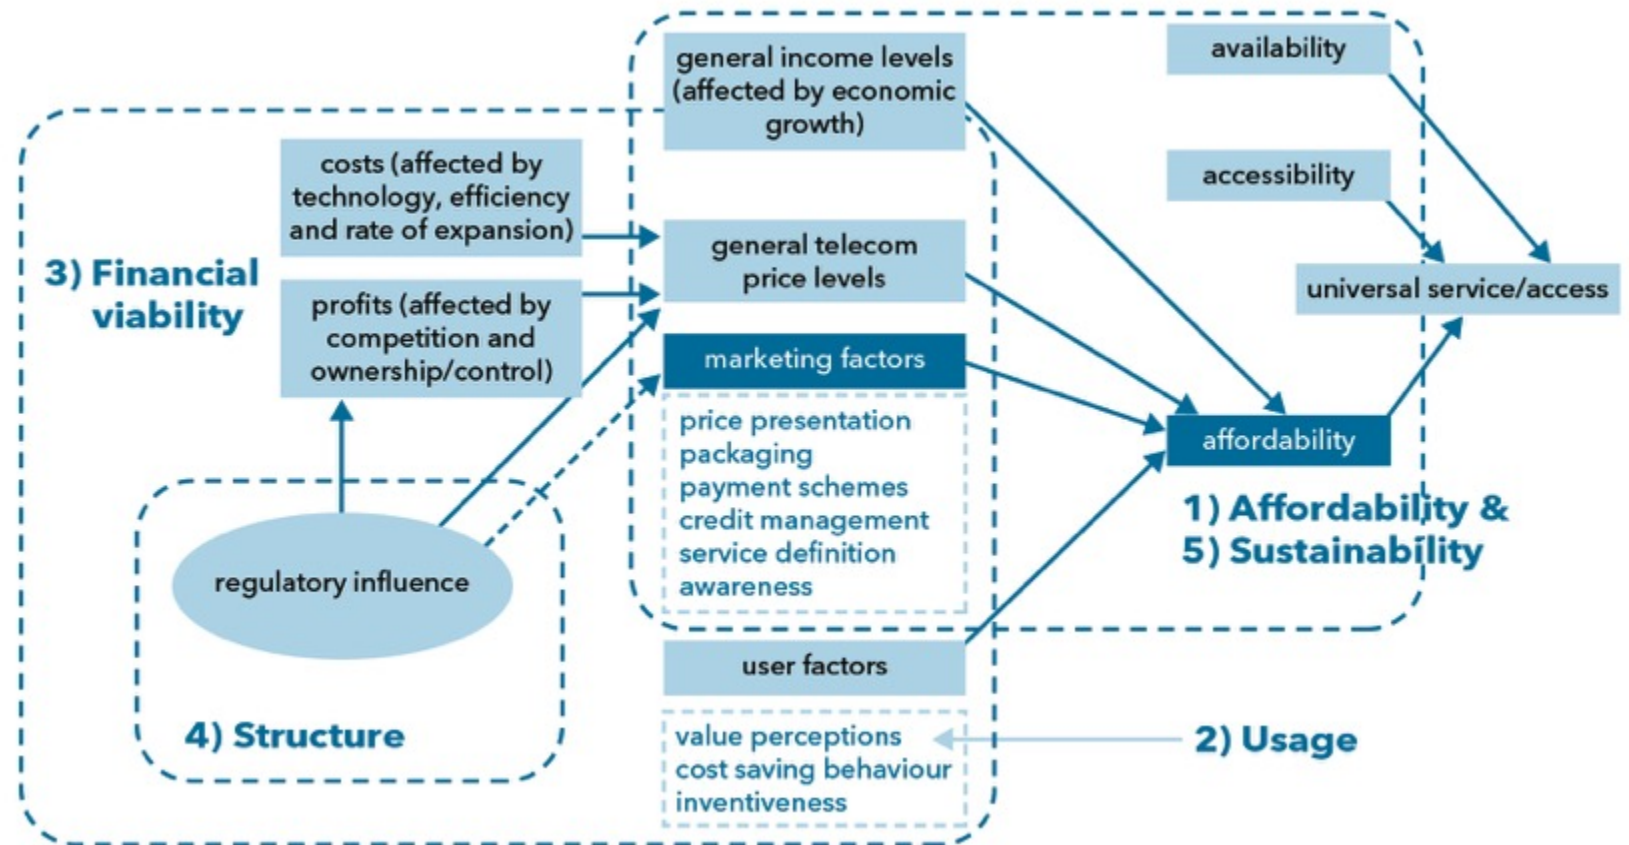 general income levels
(affected by economic
growth)
availability
costs (affected by
technology, efficiency
and rate of expansion)
accessibility
3) Financial
viability
general telecom
price levels
universal service/access
profits (affected by
competition and
ownership/control)
marketing factors
price presentation
packaging
payment schemes
credit management
service definition
awareness
affordability
1) Affordability &
5) Sustainability
regulatory influence
4) Structure
user factors
value perceptions
cost saving behaviour
inventiveness
2) Usage